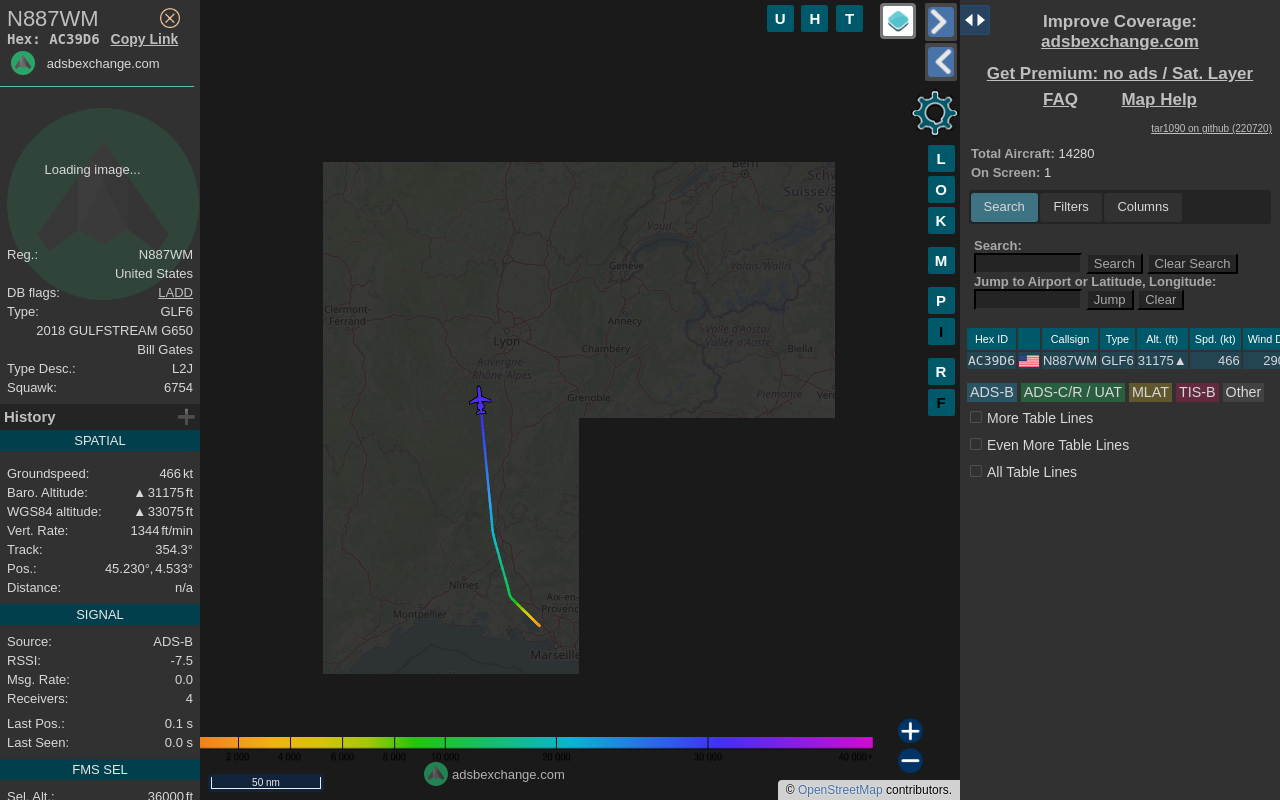 N887WM
Hex: AC39D6 Copy Link
adsbexchange.com
Loading image...
Reg.: N887WM
United States
DB flags: LADD
Type: GLF6
2018 GULFSTREAM G650
Bill Gates
Type Desc.: L2J
Squawk: 6754
History
SPATIAL
Groundspeed: 466 kt
Baro. Altitude: ▲ 31175 ft
WGS84 altitude: ▲ 33075 ft
Vert. Rate: 1344 ft/min
Track: 354.3°
Pos.: 45.230°, 4.533°
Distance: n/a
SIGNAL
Source: ADS-B
RSSI: -7.5
Msg. Rate: 0.0
Receivers: 4
Last Pos.: 0.1 s
Last Seen: 0.0 s
FMS SEL
Sel. Alt.: 36000 ft
U H T
L
O
K
M
P
I
R
F
Bern
Schw
Suisse/S
Svi
Vaud
Genève
Valais/Wallis
Clermont-
Ferrand
Annecy
Lyon
Valle d'Aosta/
Vallée d'Aoste
Chambéry
Biella
Auvergne-
Rhône-Alpes
Grenoble
Piemonte
Verc
Nîmes
Aix-en-
Provenc
Montpellier
Marseille
2 000 4 000 6 000 8 000 10 000 20 000 30 000 40 000+
50 nm
adsbexchange.com
© OpenStreetMap contributors.
Improve Coverage:
adsbexchange.com
Get Premium: no ads / Sat. Layer
FAQ Map Help
tar1090 on github (220720)
Total Aircraft: 14280
On Screen: 1
Search Filters Columns
Search:
Search Clear Search
Jump to Airport or Latitude, Longitude:
Jump Clear
Hex ID Callsign Type Alt. (ft) Spd. (kt) Wind D
AC39D6 N887WM GLF6 31175▲ 466 290
ADS-B ADS-C/R / UAT MLAT TIS-B Other
More Table Lines
Even More Table Lines
All Table Lines